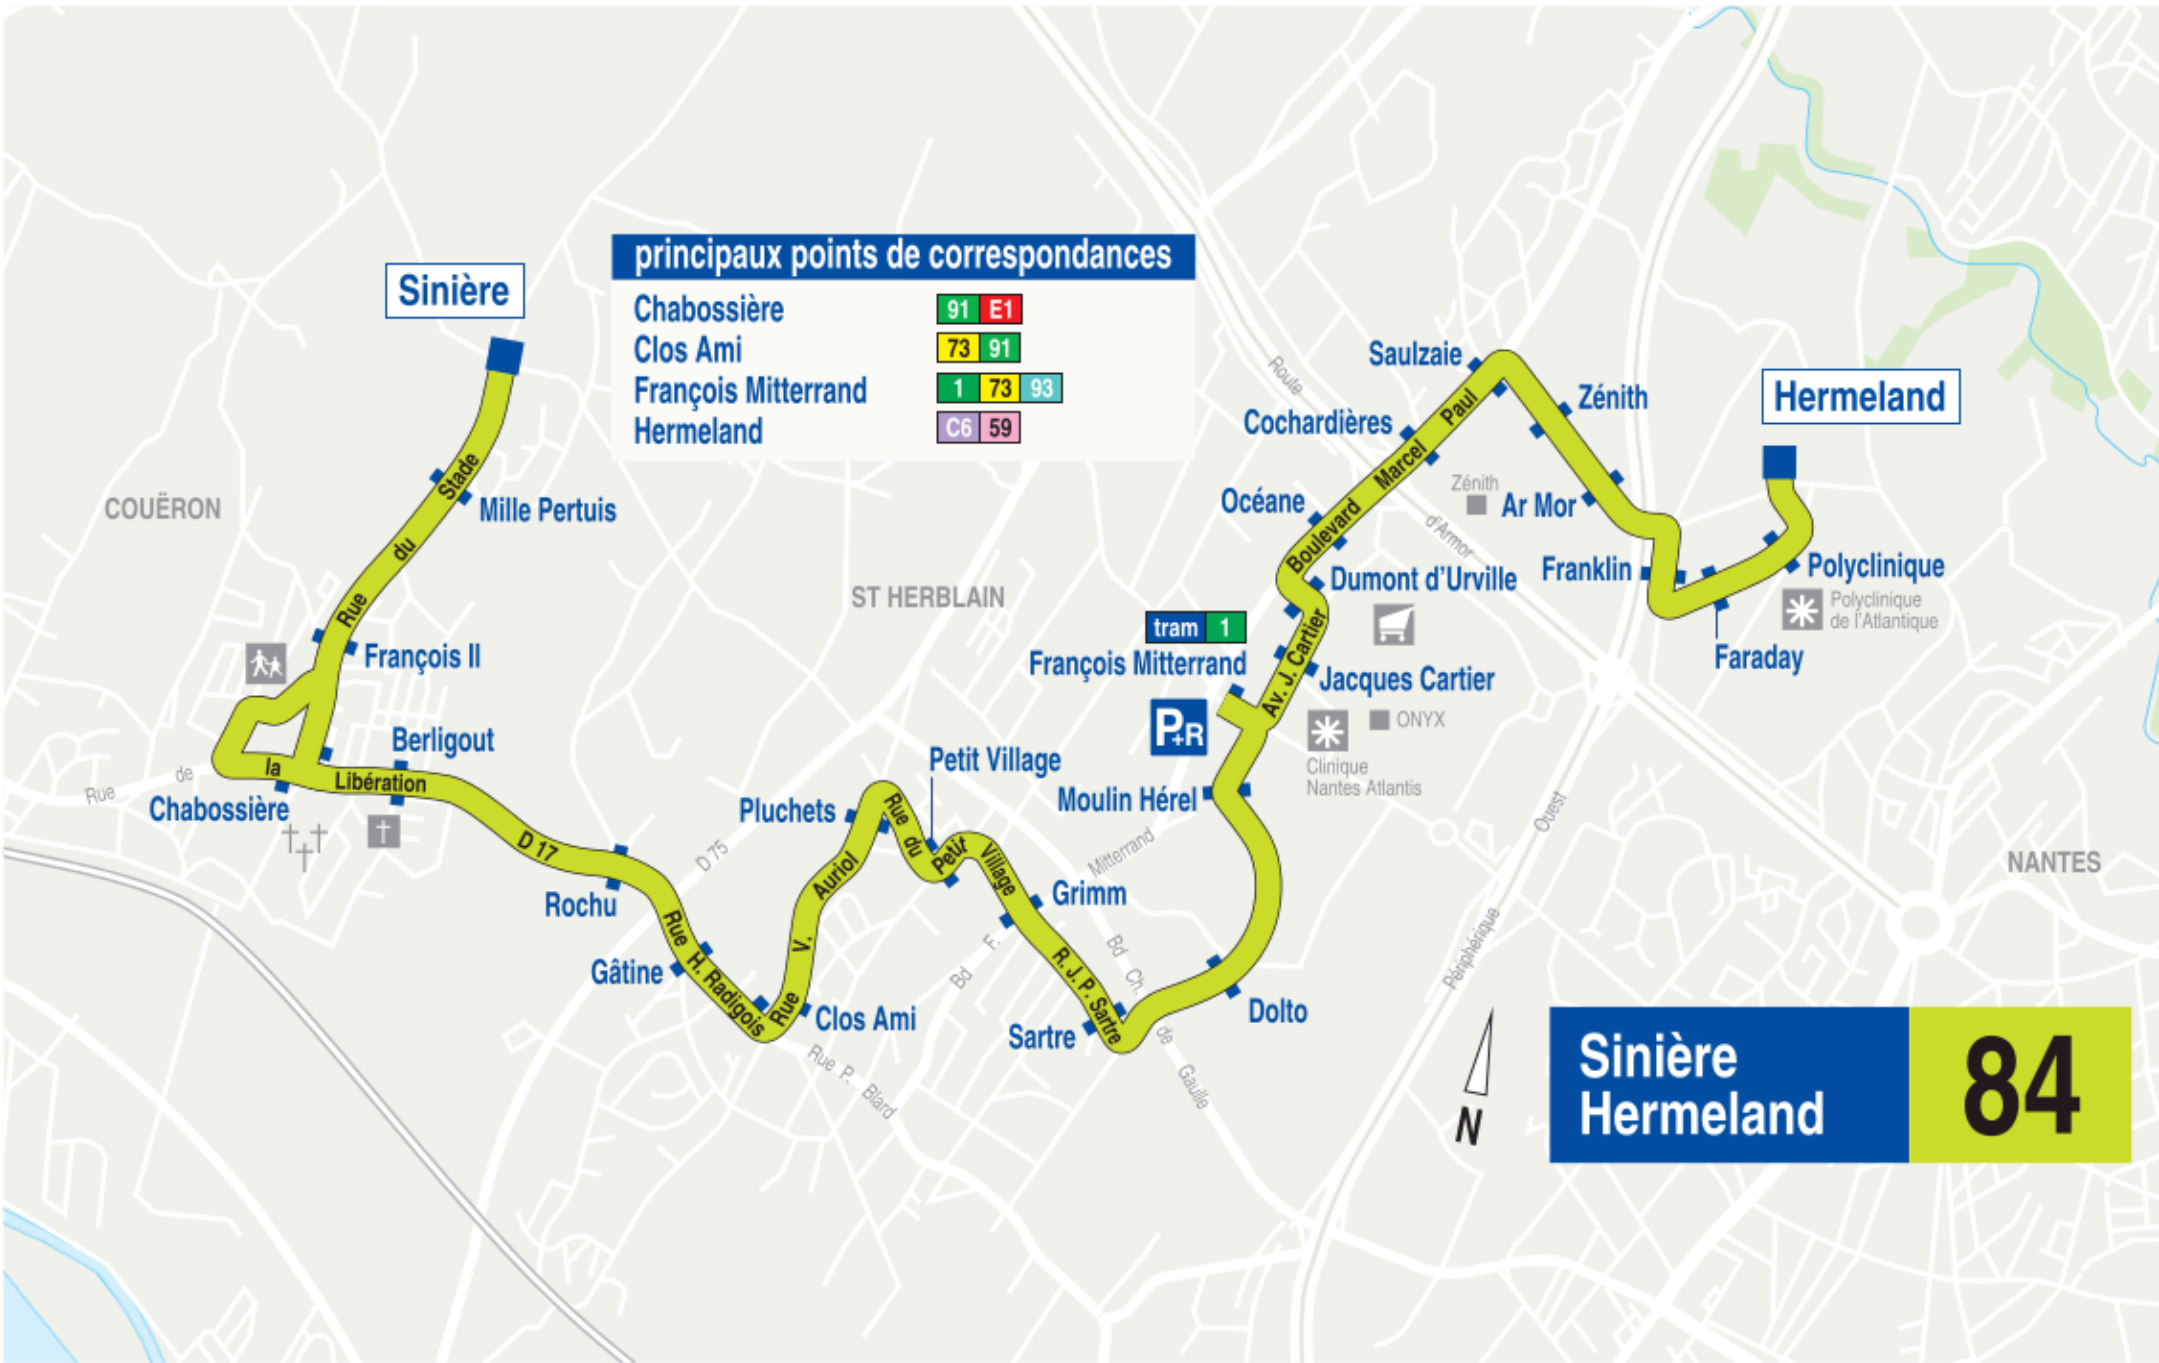 principaux points de correspondances
Chabossière 91 E1
Clos Ami 73 91
François Mitterrand 1 73 93
Hermeland C6 59
Sinière
COUËRON
Mille Pertuis
Rue du Stade
François II
Berligout
Rue de la Libération
Chabossière
D 17
Rochu
D 75
Gâtine
Rue H. Radigois
Clos Ami
Rue V. Auriol
Rue P. Blard
Pluchets
Rue du Petit Village
Petit Village
ST HERBLAIN
Grimm
Bd F. Mitterrand
R. J. P. Sartre
Sartre
Bd Ch. de Gaulle
Dolto
Moulin Hérel
P+R
tram 1
François Mitterrand
Av. J. Cartier
Jacques Cartier
ONYX
Clinique
Nantes Atlantis
Dumont d'Urville
Boulevard Marcel Paul
Océane
Cochardières
Saulzaie
Route d'Armor
Zénith
Zénith
Ar Mor
Franklin
Faraday
Polyclinique
Polyclinique
de l'Atlantique
Hermeland
Périphérique Ouest
NANTES
N
Sinière
Hermeland
84